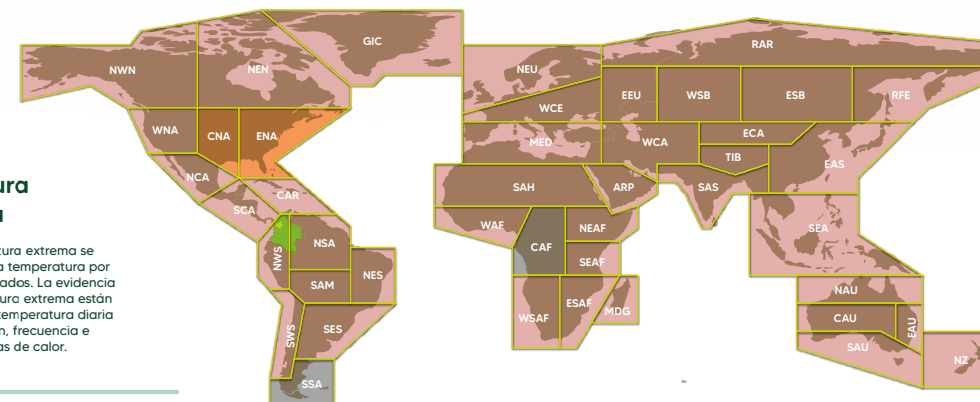 ura
a
tura extrema se
a temperatura por
ados. La evidencia
ura extrema están
temperatura diaria
n, frecuencia e
as de calor.
GIC
NWN
NEN
WNA
CNA
ENA
NCA
SCA
CAR
NWS
NSA
SAM
NES
SWS
SES
SSA
RAR
NEU
WCE
EEU
WSB
ESB
RFE
MED
WCA
ECA
TIB
EAS
SAH
ARP
SAS
WAF
CAF
NEAF
SEAF
SEA
WSAF
ESAF
MDG
NAU
CAU
EAU
SAU
NZ